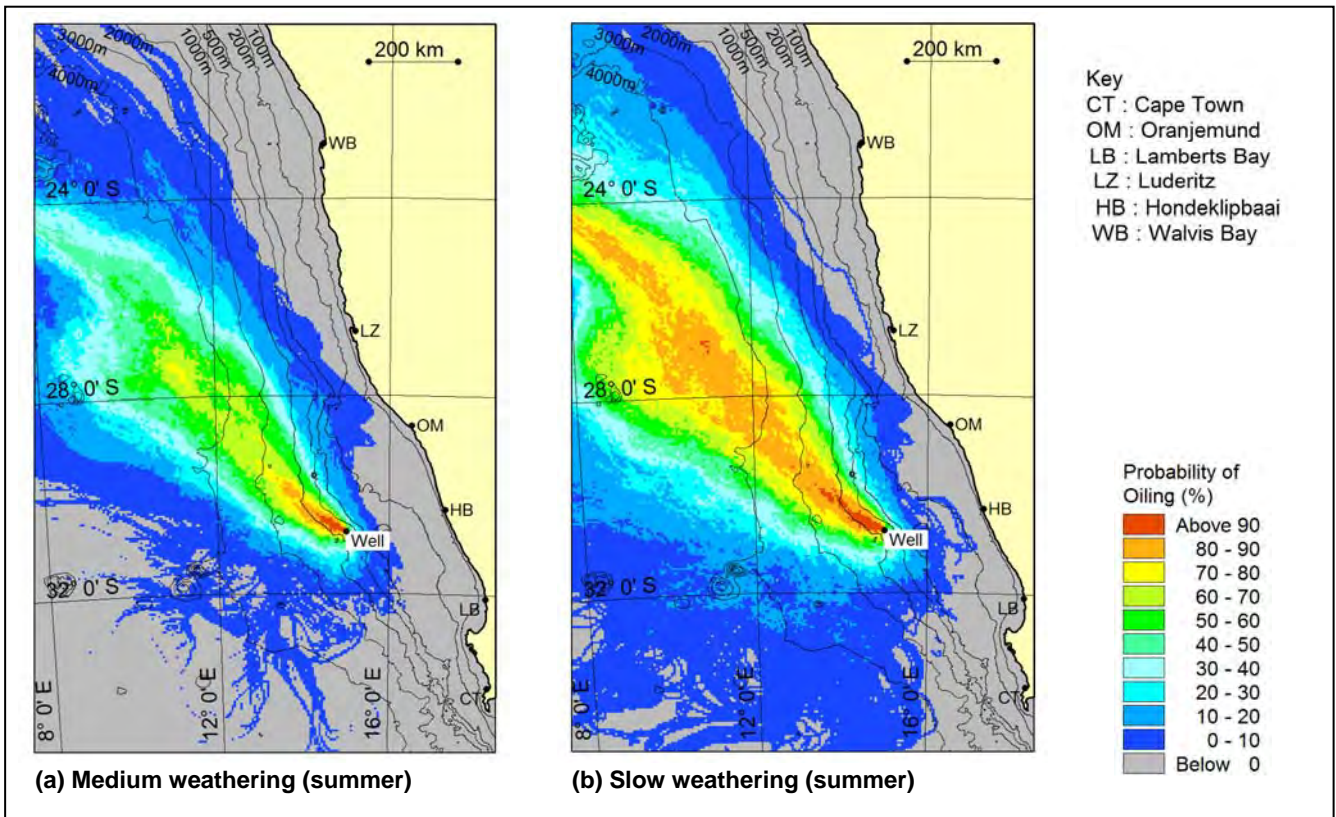 3000m
2000m
1000m
500m
200m
100m
4000m
200 km
WB
24° 0' S
LZ
28° 0' S
OM
HB
Well
32° 0' S
LB
CT
8° 0' E
12° 0' E
16° 0' E
(a) Medium weathering (summer)
3000m
2000m
1000m
500m
200m
100m
4000m
200 km
WB
24° 0' S
LZ
28° 0' S
OM
HB
Well
32° 0' S
LB
CT
8° 0' E
12° 0' E
16° 0' E
(b) Slow weathering (summer)
Key
CT : Cape Town
OM : Oranjemund
LB : Lamberts Bay
LZ : Luderitz
HB : Hondeklipbaai
WB : Walvis Bay
Probability of
Oiling (%)
Above 90
80 - 90
70 - 80
60 - 70
50 - 60
40 - 50
30 - 40
20 - 30
10 - 20
0 - 10
Below 0